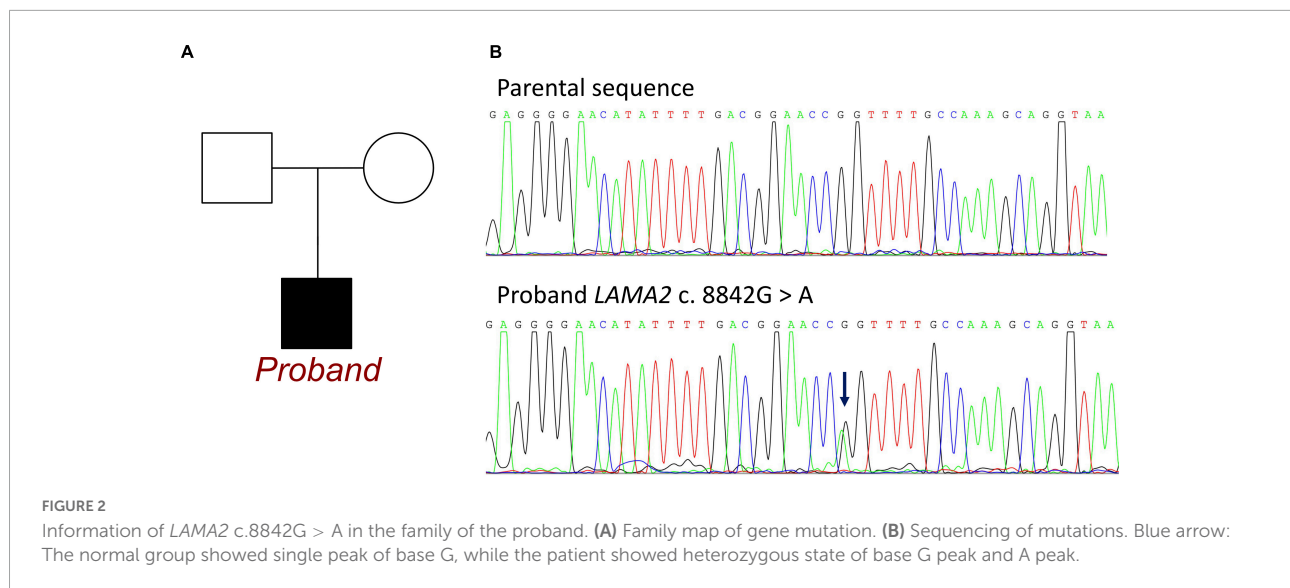 A
B
Parental sequence
G A G G G G A A C A T A T T T T G A C G G A A C C G G T T T T G C C A A A G C A G G T A A
Proband
Proband LAMA2 c. 8842G > A
G A G G G G A A C A T A T T T T G A C G G A A C C G G T T T T G C C A A A G C A G G T A A
FIGURE 2
Information of LAMA2 c.8842G > A in the family of the proband. (A) Family map of gene mutation. (B) Sequencing of mutations. Blue arrow:
The normal group showed single peak of base G, while the patient showed heterozygous state of base G peak and A peak.